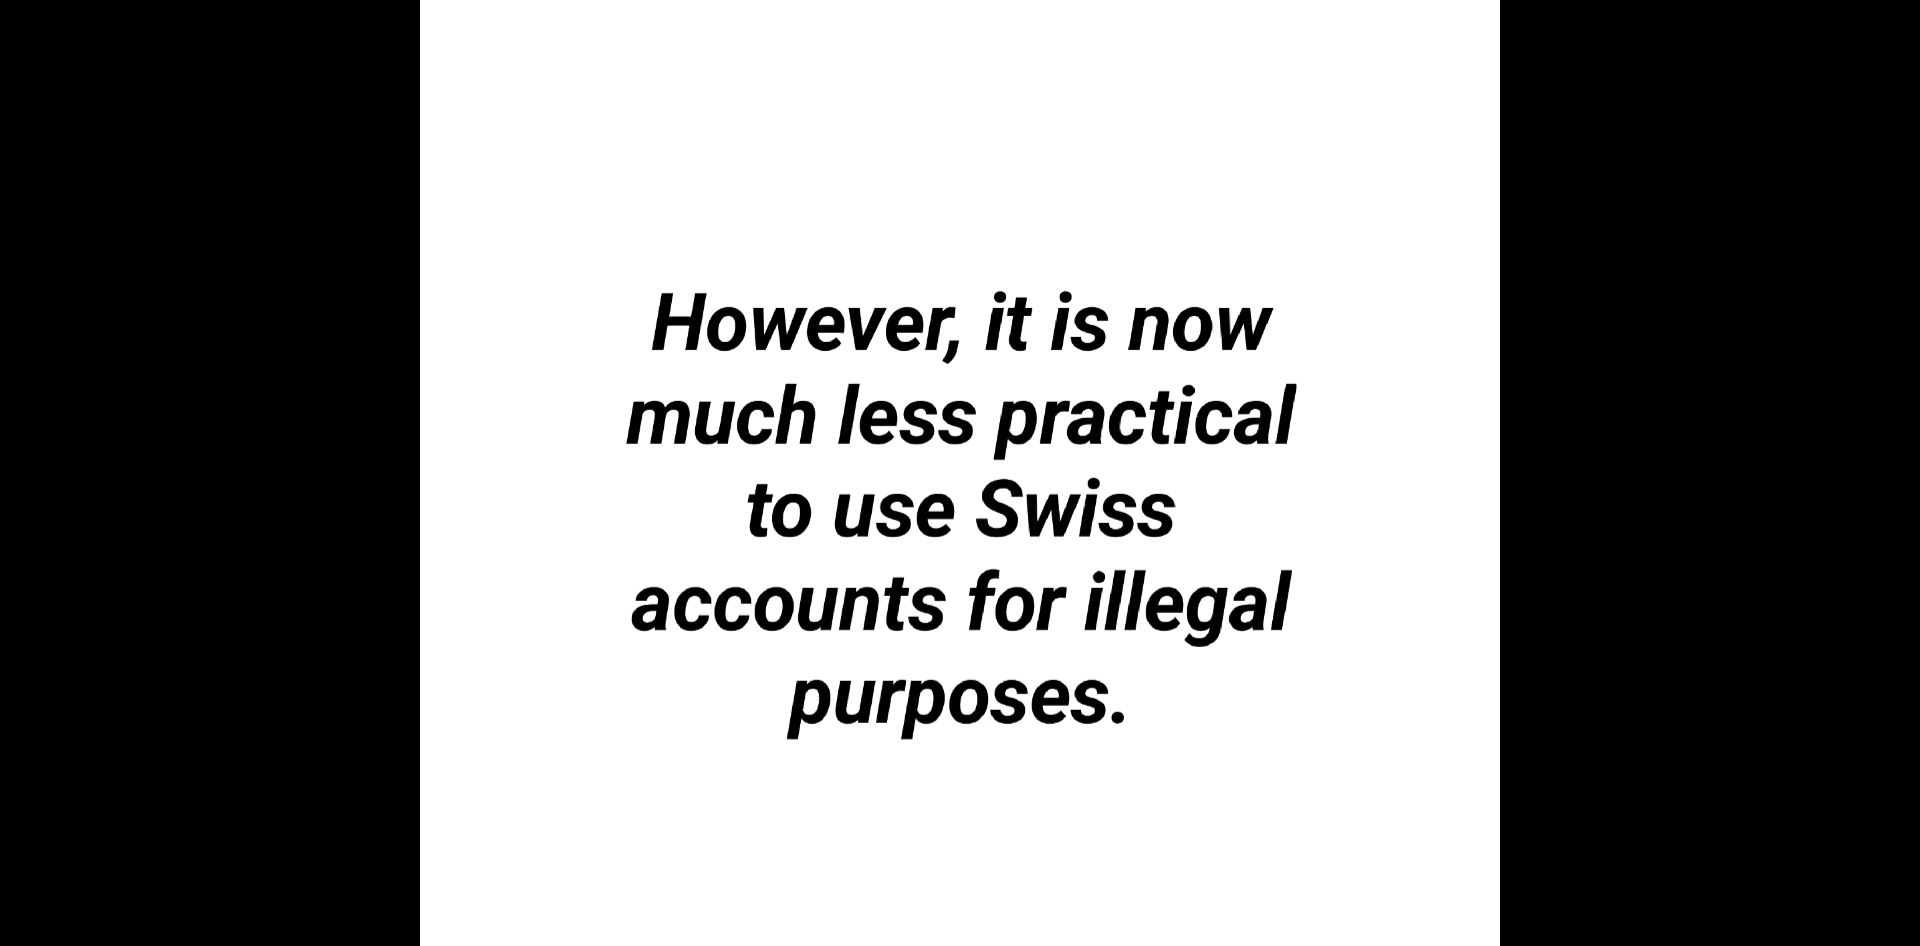 However, it is now
much less practical
to use Swiss
accounts for illegal
purposes.